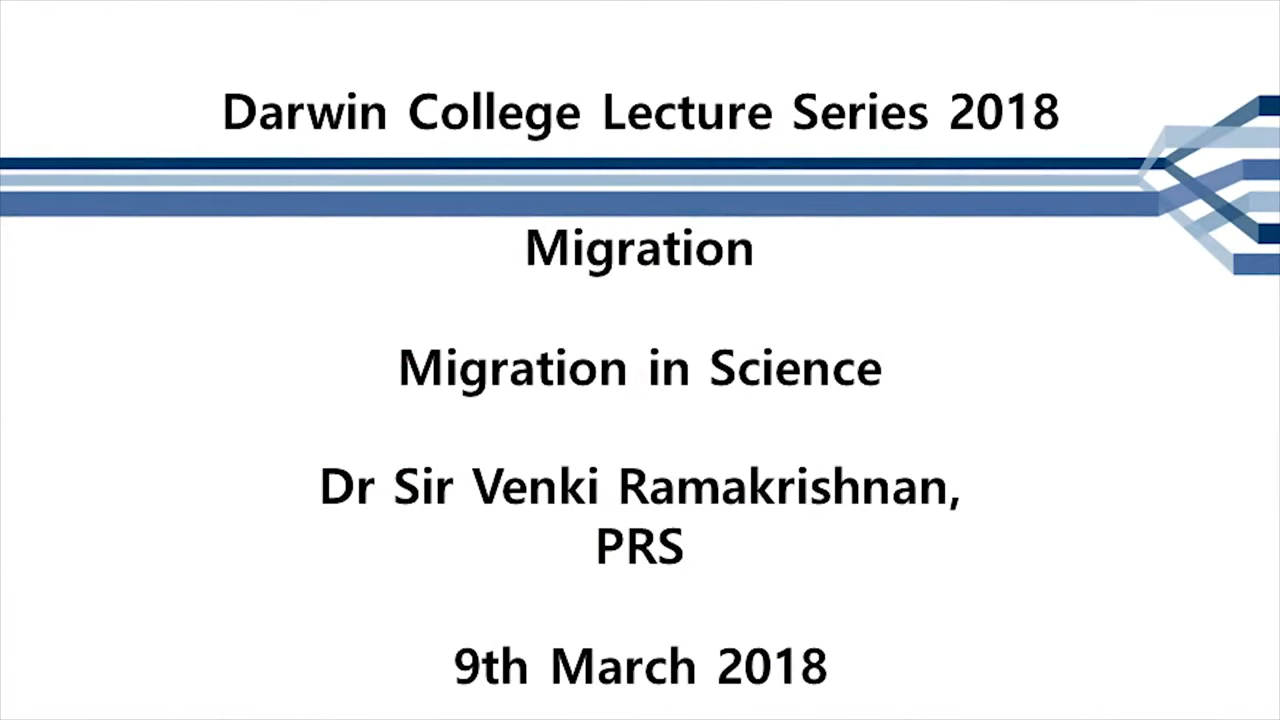 Darwin College Lecture Series 2018
Migration
Migration in Science
Dr Sir Venki Ramakrishnan,
PRS
9th March 2018